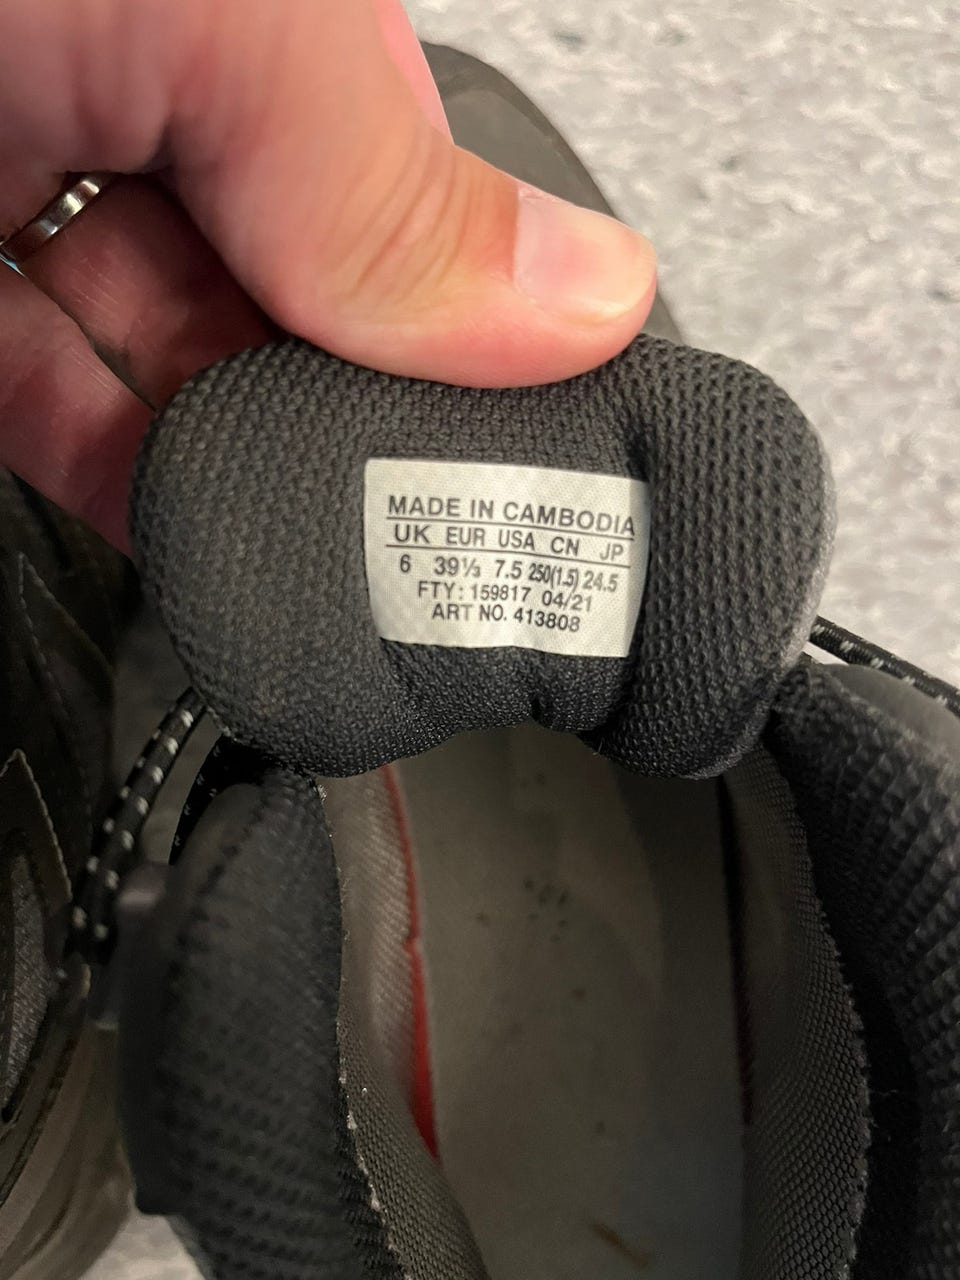 MADE IN CAMBODIA
UK EUR USA CN JP
6 39⅓ 7.5 250(1.5) 24.5
FTY: 159817 04/21
ART NO. 413808